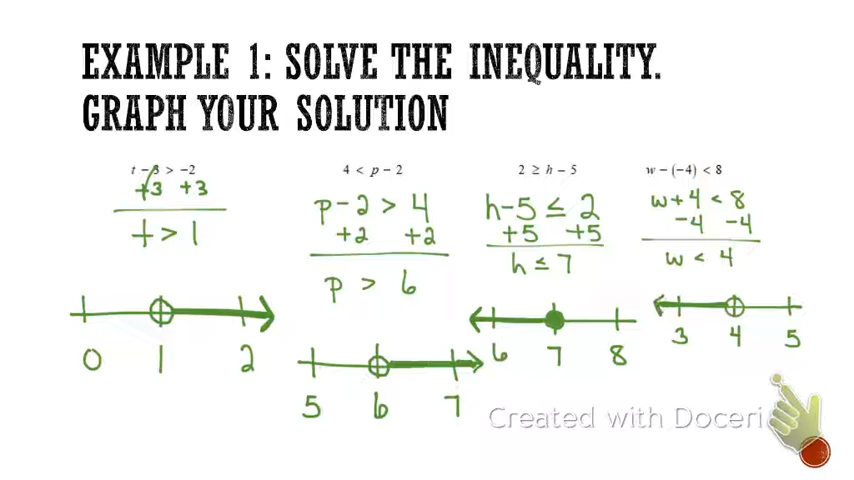 EXAMPLE 1: SOLVE THE INEQUALITY.
GRAPH YOUR SOLUTION
t − 3 > −2
+3 +3
t > 1
0 1 2
4 < p − 2
p-2 > 4
+2 +2
p > 6
5 6 7
2 ≥ h − 5
h-5 ≤ 2
+5 +5
h ≤ 7
6 7 8
w − (−4) < 8
w+4 < 8
-4 -4
w < 4
3 4 5
Created with Doceri